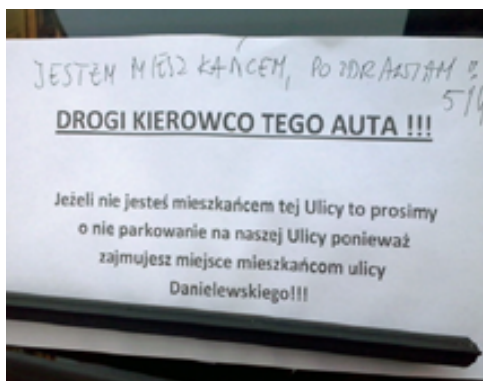 JESTEM MIESZKAŃCEM, POZDRAWIAM
DROGI KIEROWCO TEGO AUTA !!!
Jeżeli nie jesteś mieszkańcem tej Ulicy to prosimy
o nie parkowanie na naszej Ulicy ponieważ
zajmujesz miejsce mieszkańcom ulicy
Danielewskiego!!!